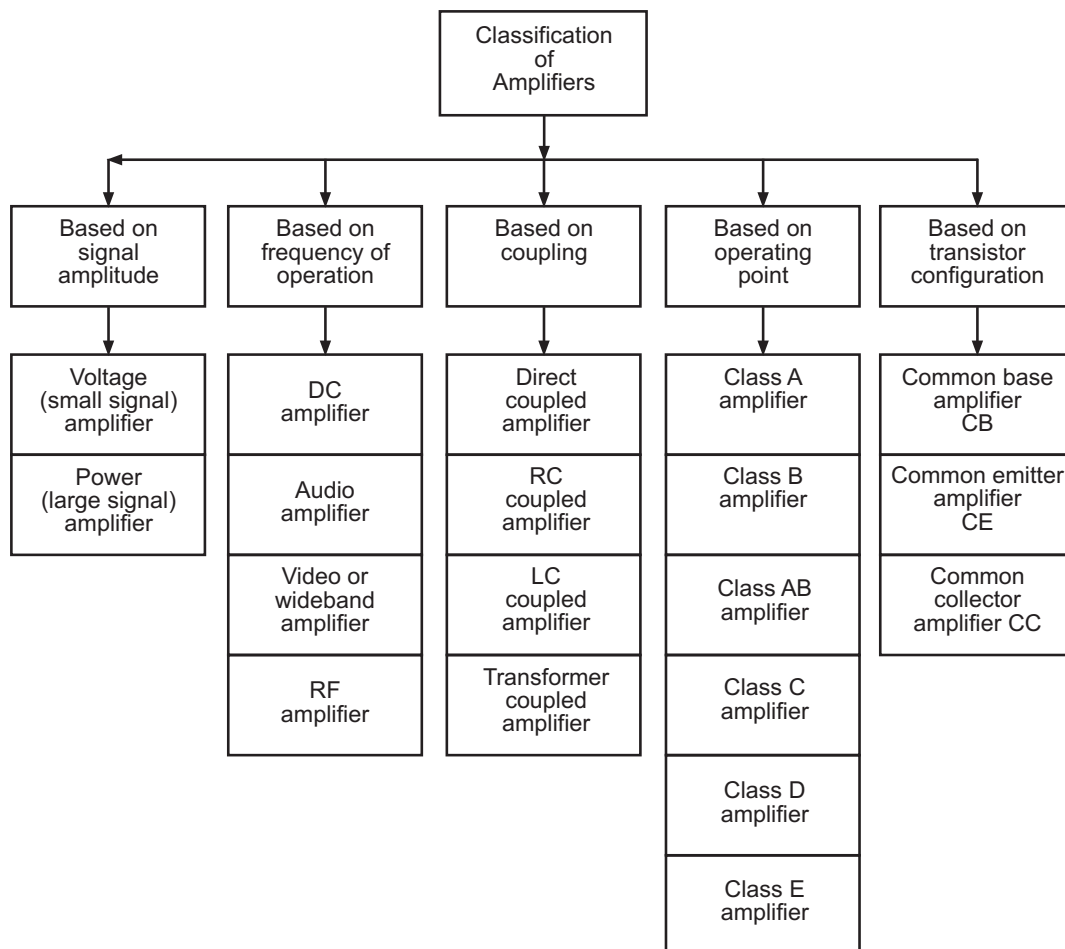 Classification
of
Amplifiers
Based on
signal
amplitude
Based on
frequency of
operation
Based on
coupling
Based on
operating
point
Based on
transistor
configuration
Voltage
(small signal)
amplifier
Power
(large signal)
amplifier
DC
amplifier
Audio
amplifier
Video or
wideband
amplifier
RF
amplifier
Direct
coupled
amplifier
RC
coupled
amplifier
LC
coupled
amplifier
Transformer
coupled
amplifier
Class A
amplifier
Class B
amplifier
Class AB
amplifier
Class C
amplifier
Class D
amplifier
Class E
amplifier
Common base
amplifier
CB
Common emitter
amplifier
CE
Common
collector
amplifier CC